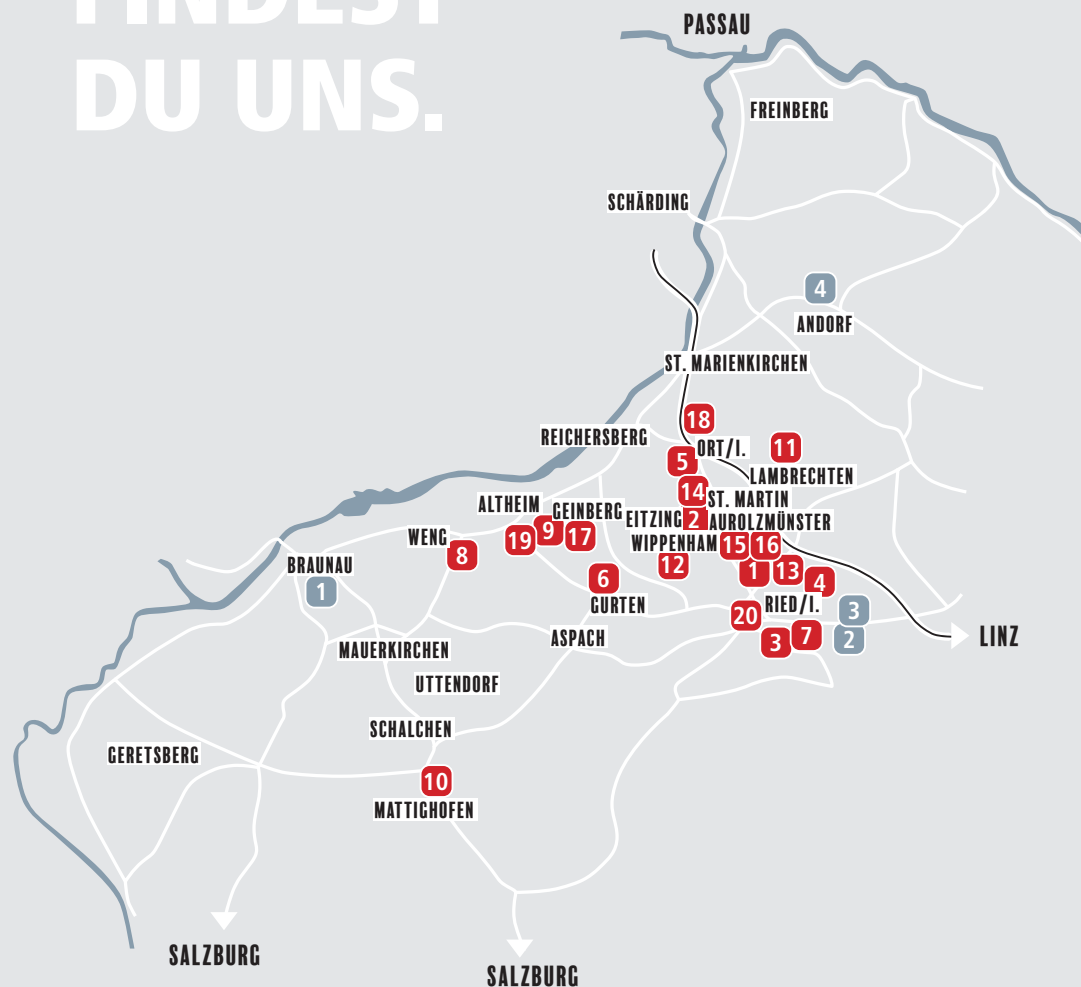 FINDEST
DU UNS.
PASSAU
FREINBERG
SCHÄRDING
4
ANDORF
ST. MARIENKIRCHEN
18
REICHERSBERG
ORT/I.
11
5
LAMBRECHTEN
14
ST. MARTIN
ALTHEIM
GEINBERG
EITZING
2
AUROLZMÜNSTER
WENG
8
19
9
17
WIPPENHAM
15
16
BRAUNAU
1
6
GURTEN
12
1
13
4
20
RIED/I.
3
3
7
2
LINZ
ASPACH
MAUERKIRCHEN
UTTENDORF
SCHALCHEN
GERETSBERG
10
MATTIGHOFEN
SALZBURG
SALZBURG